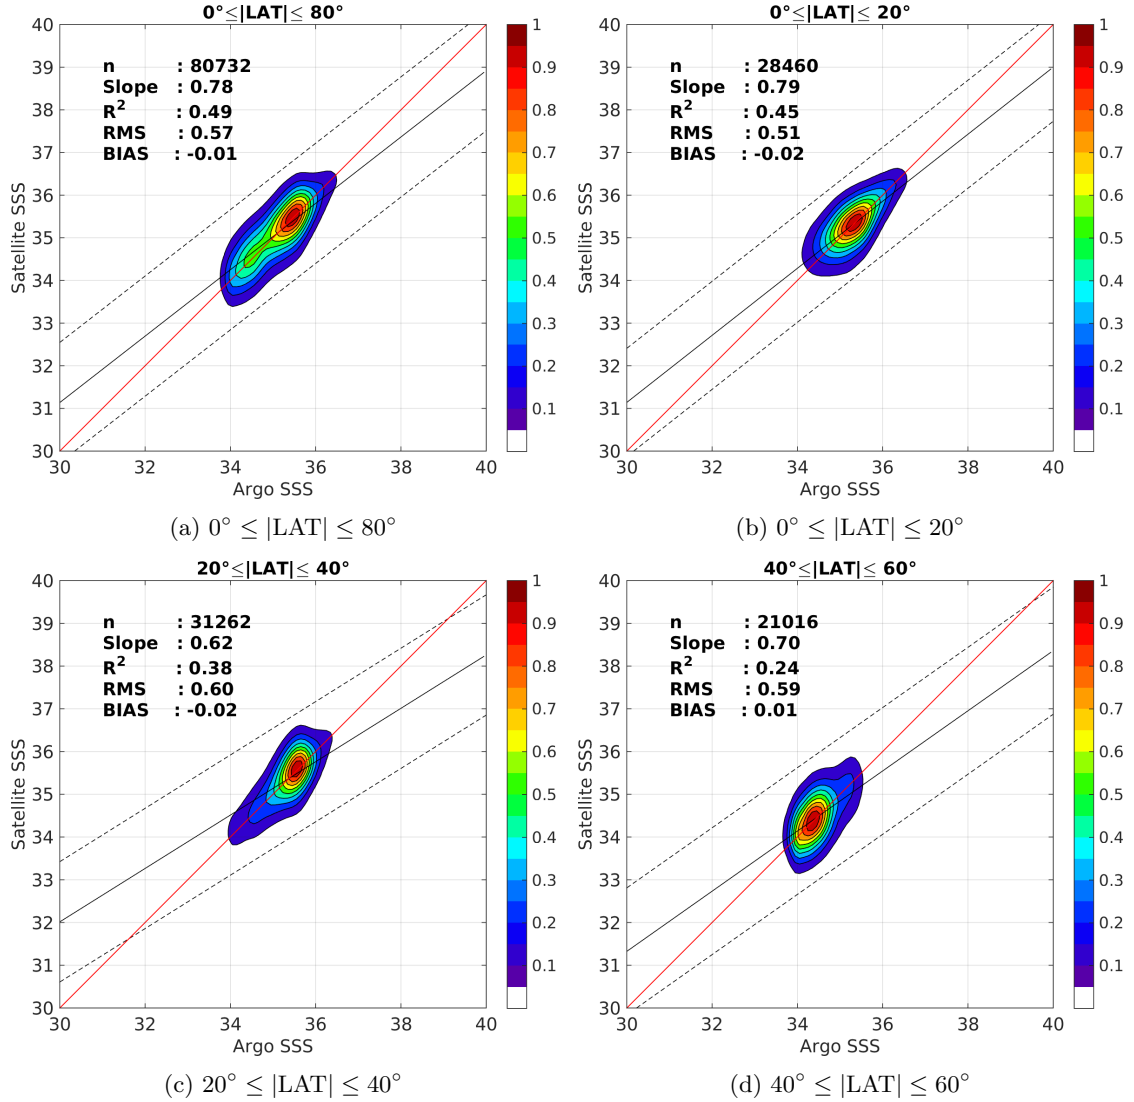 0°≤|LAT|≤ 80°
n : 80732
Slope : 0.78
R² : 0.49
RMS : 0.57
BIAS : -0.01
40
39
38
37
36
35
34
33
32
31
30
30 32 34 36 38 40
Satellite SSS
Argo SSS
1
0.9
0.8
0.7
0.6
0.5
0.4
0.3
0.2
0.1
(a) 0° ≤ |LAT| ≤ 80°
0°≤|LAT|≤ 20°
n : 28460
Slope : 0.79
R² : 0.45
RMS : 0.51
BIAS : -0.02
40
39
38
37
36
35
34
33
32
31
30
30 32 34 36 38 40
Satellite SSS
Argo SSS
1
0.9
0.8
0.7
0.6
0.5
0.4
0.3
0.2
0.1
(b) 0° ≤ |LAT| ≤ 20°
20°≤|LAT|≤ 40°
n : 31262
Slope : 0.62
R² : 0.38
RMS : 0.60
BIAS : -0.02
40
39
38
37
36
35
34
33
32
31
30
30 32 34 36 38 40
Satellite SSS
Argo SSS
1
0.9
0.8
0.7
0.6
0.5
0.4
0.3
0.2
0.1
(c) 20° ≤ |LAT| ≤ 40°
40°≤|LAT|≤ 60°
n : 21016
Slope : 0.70
R² : 0.24
RMS : 0.59
BIAS : 0.01
40
39
38
37
36
35
34
33
32
31
30
30 32 34 36 38 40
Satellite SSS
Argo SSS
1
0.9
0.8
0.7
0.6
0.5
0.4
0.3
0.2
0.1
(d) 40° ≤ |LAT| ≤ 60°